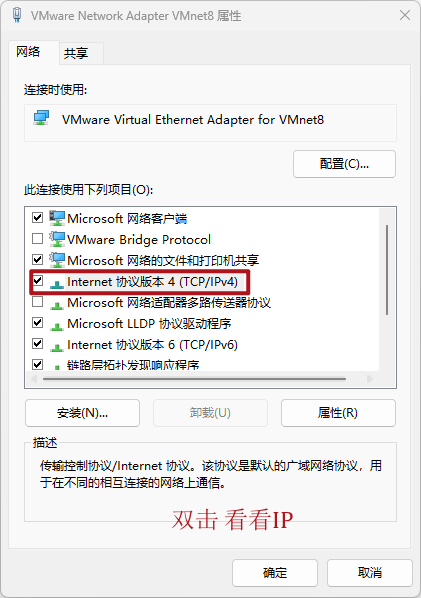 VMware Network Adapter VMnet8 属性
网络
共享
连接时使用:
VMware Virtual Ethernet Adapter for VMnet8
配置(C)...
此连接使用下列项目(O):
Microsoft 网络客户端
VMware Bridge Protocol
Microsoft 网络的文件和打印机共享
Internet 协议版本 4 (TCP/IPv4)
Microsoft 网络适配器多路传送器协议
Microsoft LLDP 协议驱动程序
Internet 协议版本 6 (TCP/IPv6)
链路层拓扑发现响应程序
安装(N)...
卸载(U)
属性(R)
描述
传输控制协议/Internet 协议。该协议是默认的广域网络协议，用
于在不同的相互连接的网络上通信。
双击 看看IP
确定
取消